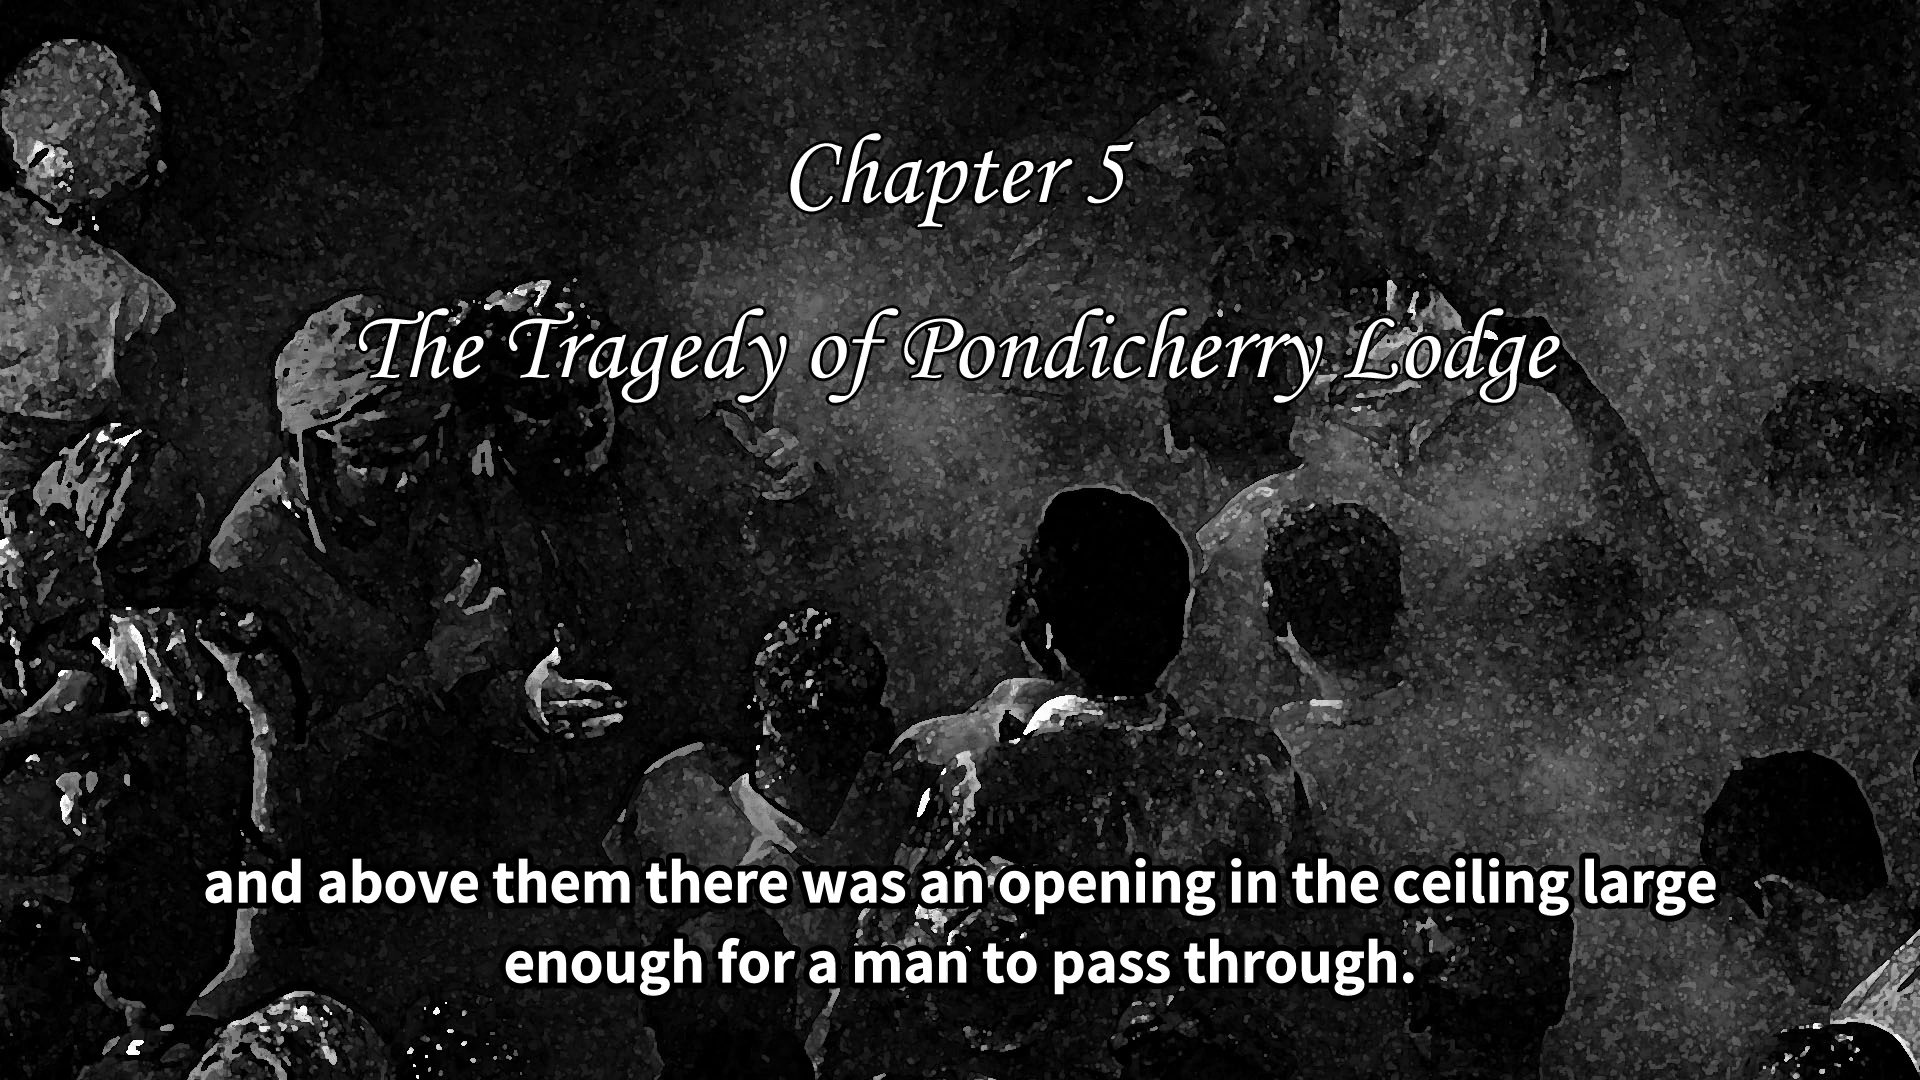 Chapter 5
The Tragedy of Pondicherry Lodge
and above them there was an opening in the ceiling large
enough for a man to pass through.